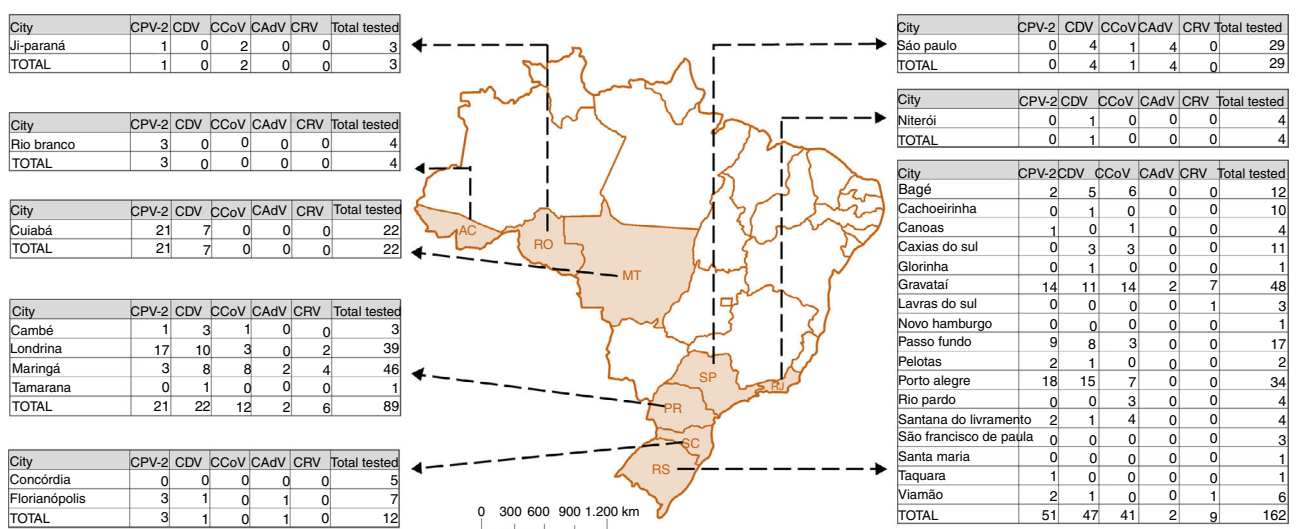 City CPV-2 CDV CCoV CAdV CRV Total tested
Ji-paraná 1 0 2 0 0 3
TOTAL 1 0 2 0 0 3
City CPV-2 CDV CCoV CAdV CRV Total tested
Rio branco 3 0 0 0 0 4
TOTAL 3 0 0 0 0 4
City CPV-2 CDV CCoV CAdV CRV Total tested
Cuiabá 21 7 0 0 0 22
TOTAL 21 7 0 0 0 22
City CPV-2 CDV CCoV CAdV CRV Total tested
Cambé 1 3 1 0 0 3
Londrina 17 10 3 0 2 39
Maringá 3 8 8 2 4 46
Tamarana 0 1 0 0 0 1
TOTAL 21 22 12 2 6 89
City CPV-2 CDV CCoV CAdV CRV Total tested
Concórdia 0 0 0 0 0 5
Florianópolis 3 1 0 1 0 7
TOTAL 3 1 0 1 0 12
AC
RO
MT
SP
RJ
PR
SC
RS
0 300 600 900 1.200 km
City CPV-2 CDV CCoV CAdV CRV Total tested
Sáo paulo 0 4 1 4 0 29
TOTAL 0 4 1 4 0 29
City CPV-2 CDV CCoV CAdV CRV Total tested
Niterói 0 1 0 0 0 4
TOTAL 0 1 0 0 0 4
City CPV-2 CDV CCoV CAdV CRV Total tested
Bagé 2 5 6 0 0 12
Cachoeirinha 0 1 0 0 0 10
Canoas 1 0 1 0 0 4
Caxias do sul 0 3 3 0 0 11
Glorinha 0 1 0 0 0 1
Gravataí 14 11 14 2 7 48
Lavras do sul 0 0 0 0 1 3
Novo hamburgo 0 0 0 0 0 1
Passo fundo 9 8 3 0 0 17
Pelotas 2 1 0 0 0 2
Porto alegre 18 15 7 0 0 34
Rio pardo 0 0 3 0 0 4
Santana do livramento 2 1 4 0 0 4
São francisco de paula 0 0 0 0 0 3
Santa maria 0 0 0 0 0 1
Taquara 1 0 0 0 0 1
Viamão 2 1 0 0 1 6
TOTAL 51 47 41 2 9 162